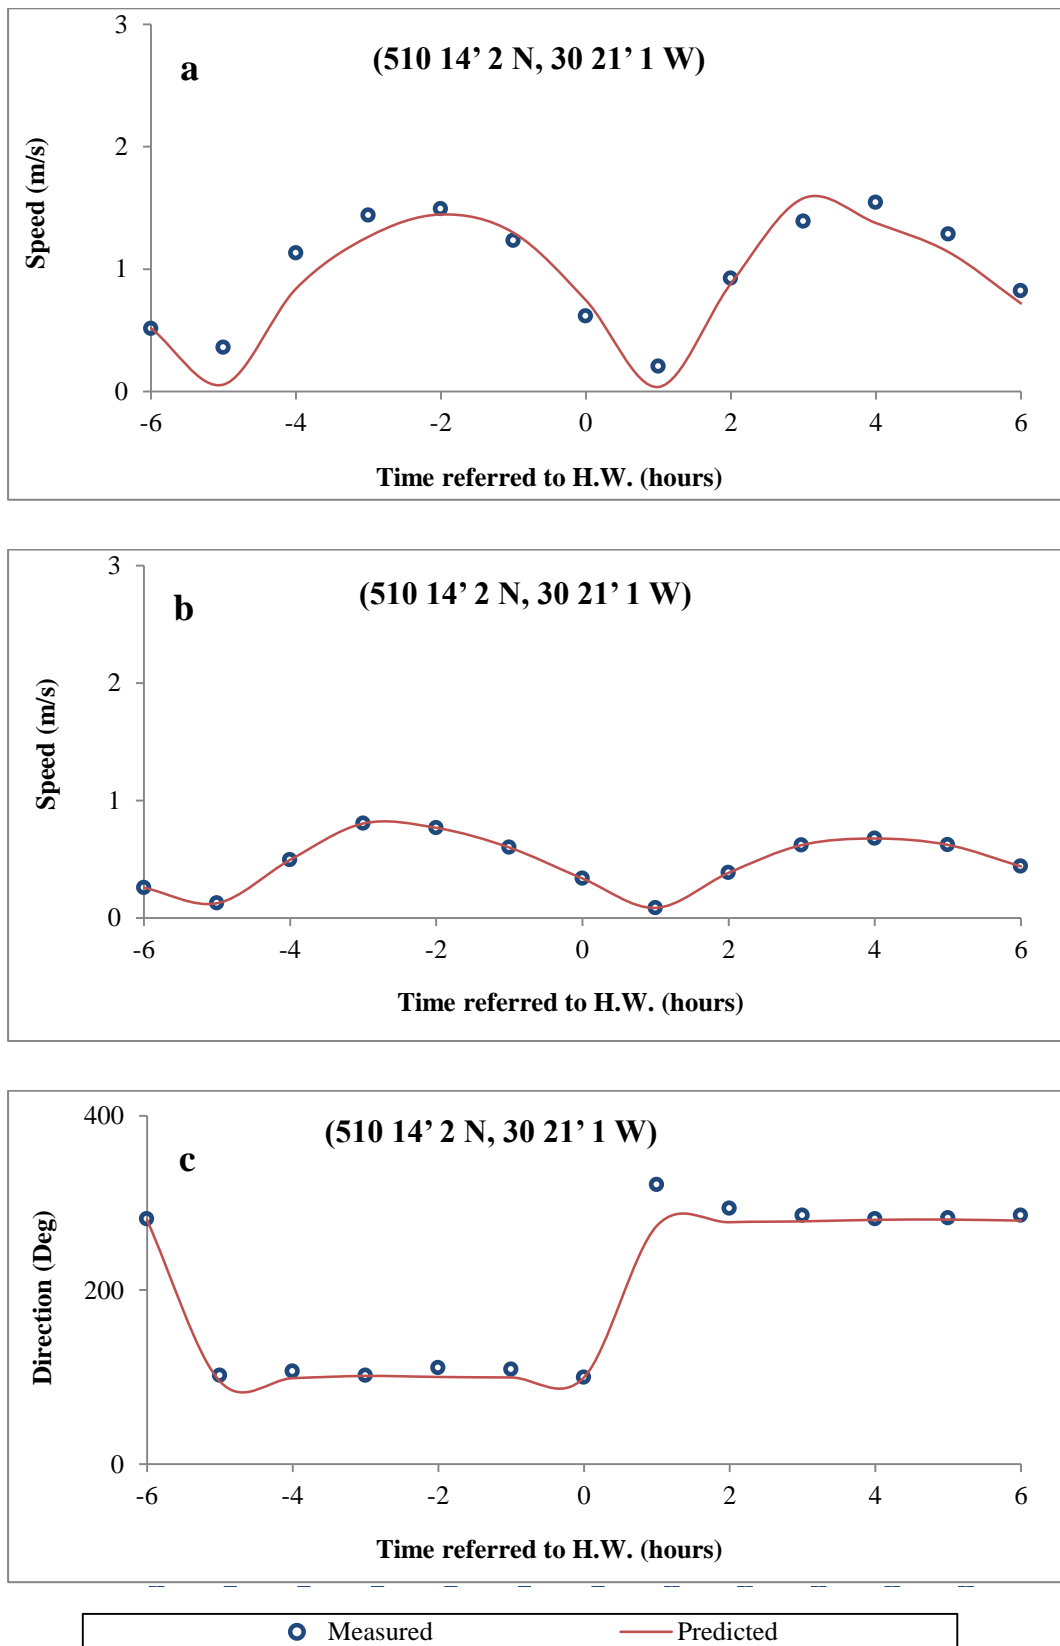 3
a
(510 14’ 2 N, 30 21’ 1 W)
2
Speed (m/s)
1
0
-6 -4 -2 0 2 4 6
Time referred to H.W. (hours)
3
b
(510 14’ 2 N, 30 21’ 1 W)
2
Speed (m/s)
1
0
-6 -4 -2 0 2 4 6
Time referred to H.W. (hours)
400
(510 14’ 2 N, 30 21’ 1 W)
c
Direction (Deg)
200
0
-6 -4 -2 0 2 4 6
Time referred to H.W. (hours)
Measured Predicted